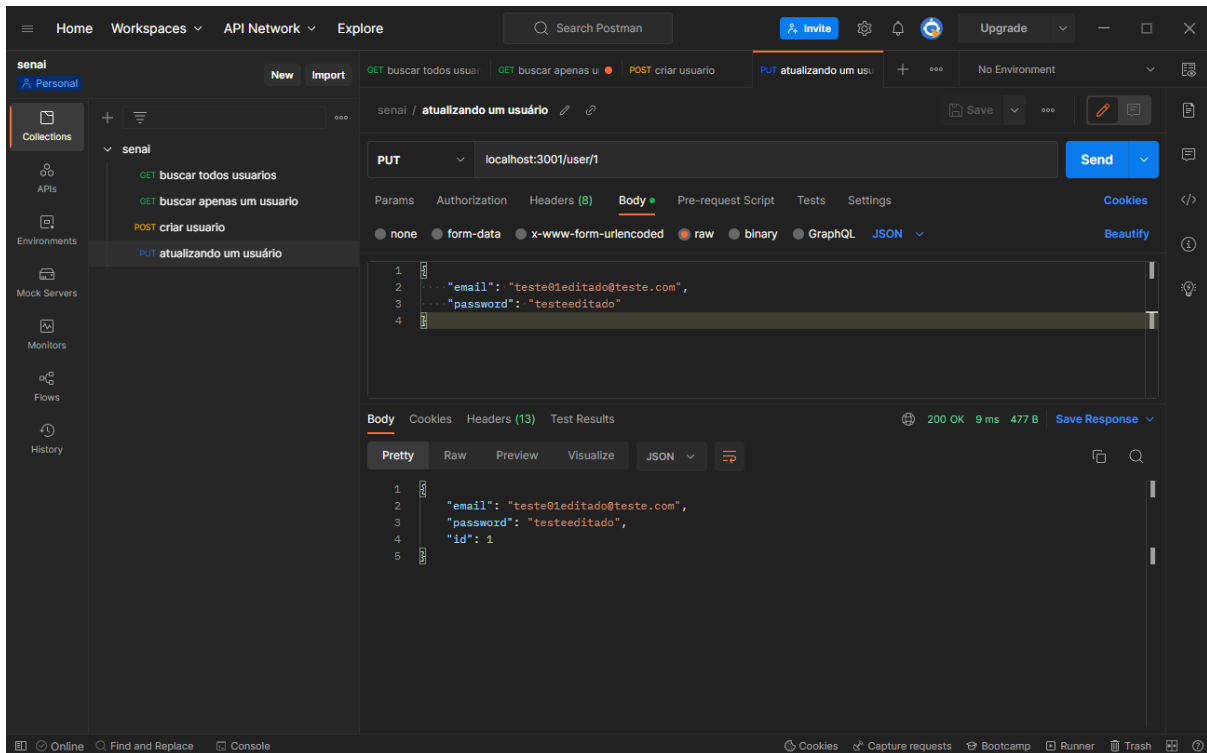 Home Workspaces API Network Explore Search Postman Invite Upgrade
senai
Personal
New Import
GET buscar todos usuar GET buscar apenas u POST criar usuario PUT atualizando um usu No Environment
senai / atualizando um usuário Save
Collections
APIs
Environments
Mock Servers
Monitors
Flows
History
senai
GET buscar todos usuarios
GET buscar apenas um usuario
POST criar usuario
PUT atualizando um usuário
PUT localhost:3001/user/1 Send
Params Authorization Headers (8) Body Pre-request Script Tests Settings Cookies
none form-data x-www-form-urlencoded raw binary GraphQL JSON Beautify
1 {
2 "email": "teste01editado@teste.com",
3 "password": "testeeditado"
4 }
Body Cookies Headers (13) Test Results 200 OK 9 ms 477 B Save Response
Pretty Raw Preview Visualize JSON
1 {
2 "email": "teste01editado@teste.com",
3 "password": "testeeditado",
4 "id": 1
5 }
Online Find and Replace Console Cookies Capture requests Bootcamp Runner Trash